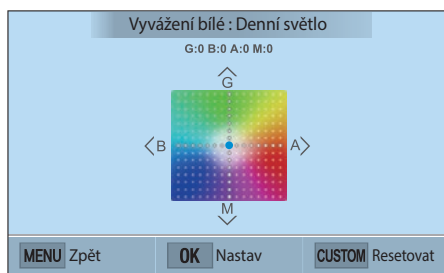 Vyvážení bílé : Denní světlo
G:0 B:0 A:0 M:0
G
B A
M
MENU Zpět OK Nastav CUSTOM Resetovat